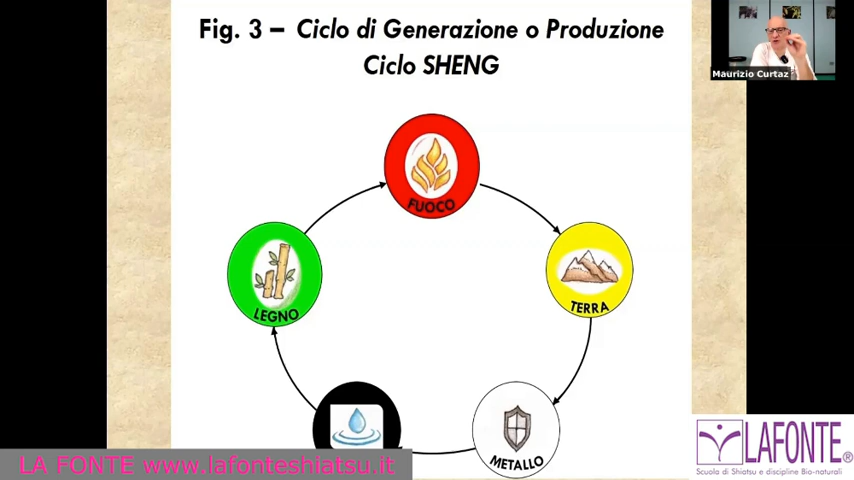 Fig. 3 – Ciclo di Generazione o Produzione
Ciclo SHENG
Maurizio Curtaz
FUOCO
LEGNO
TERRA
METALLO
LA FONTE www.lafonteshiatsu.it
LAFONTE®
Scuola di Shiatsu e discipline Bio-naturali